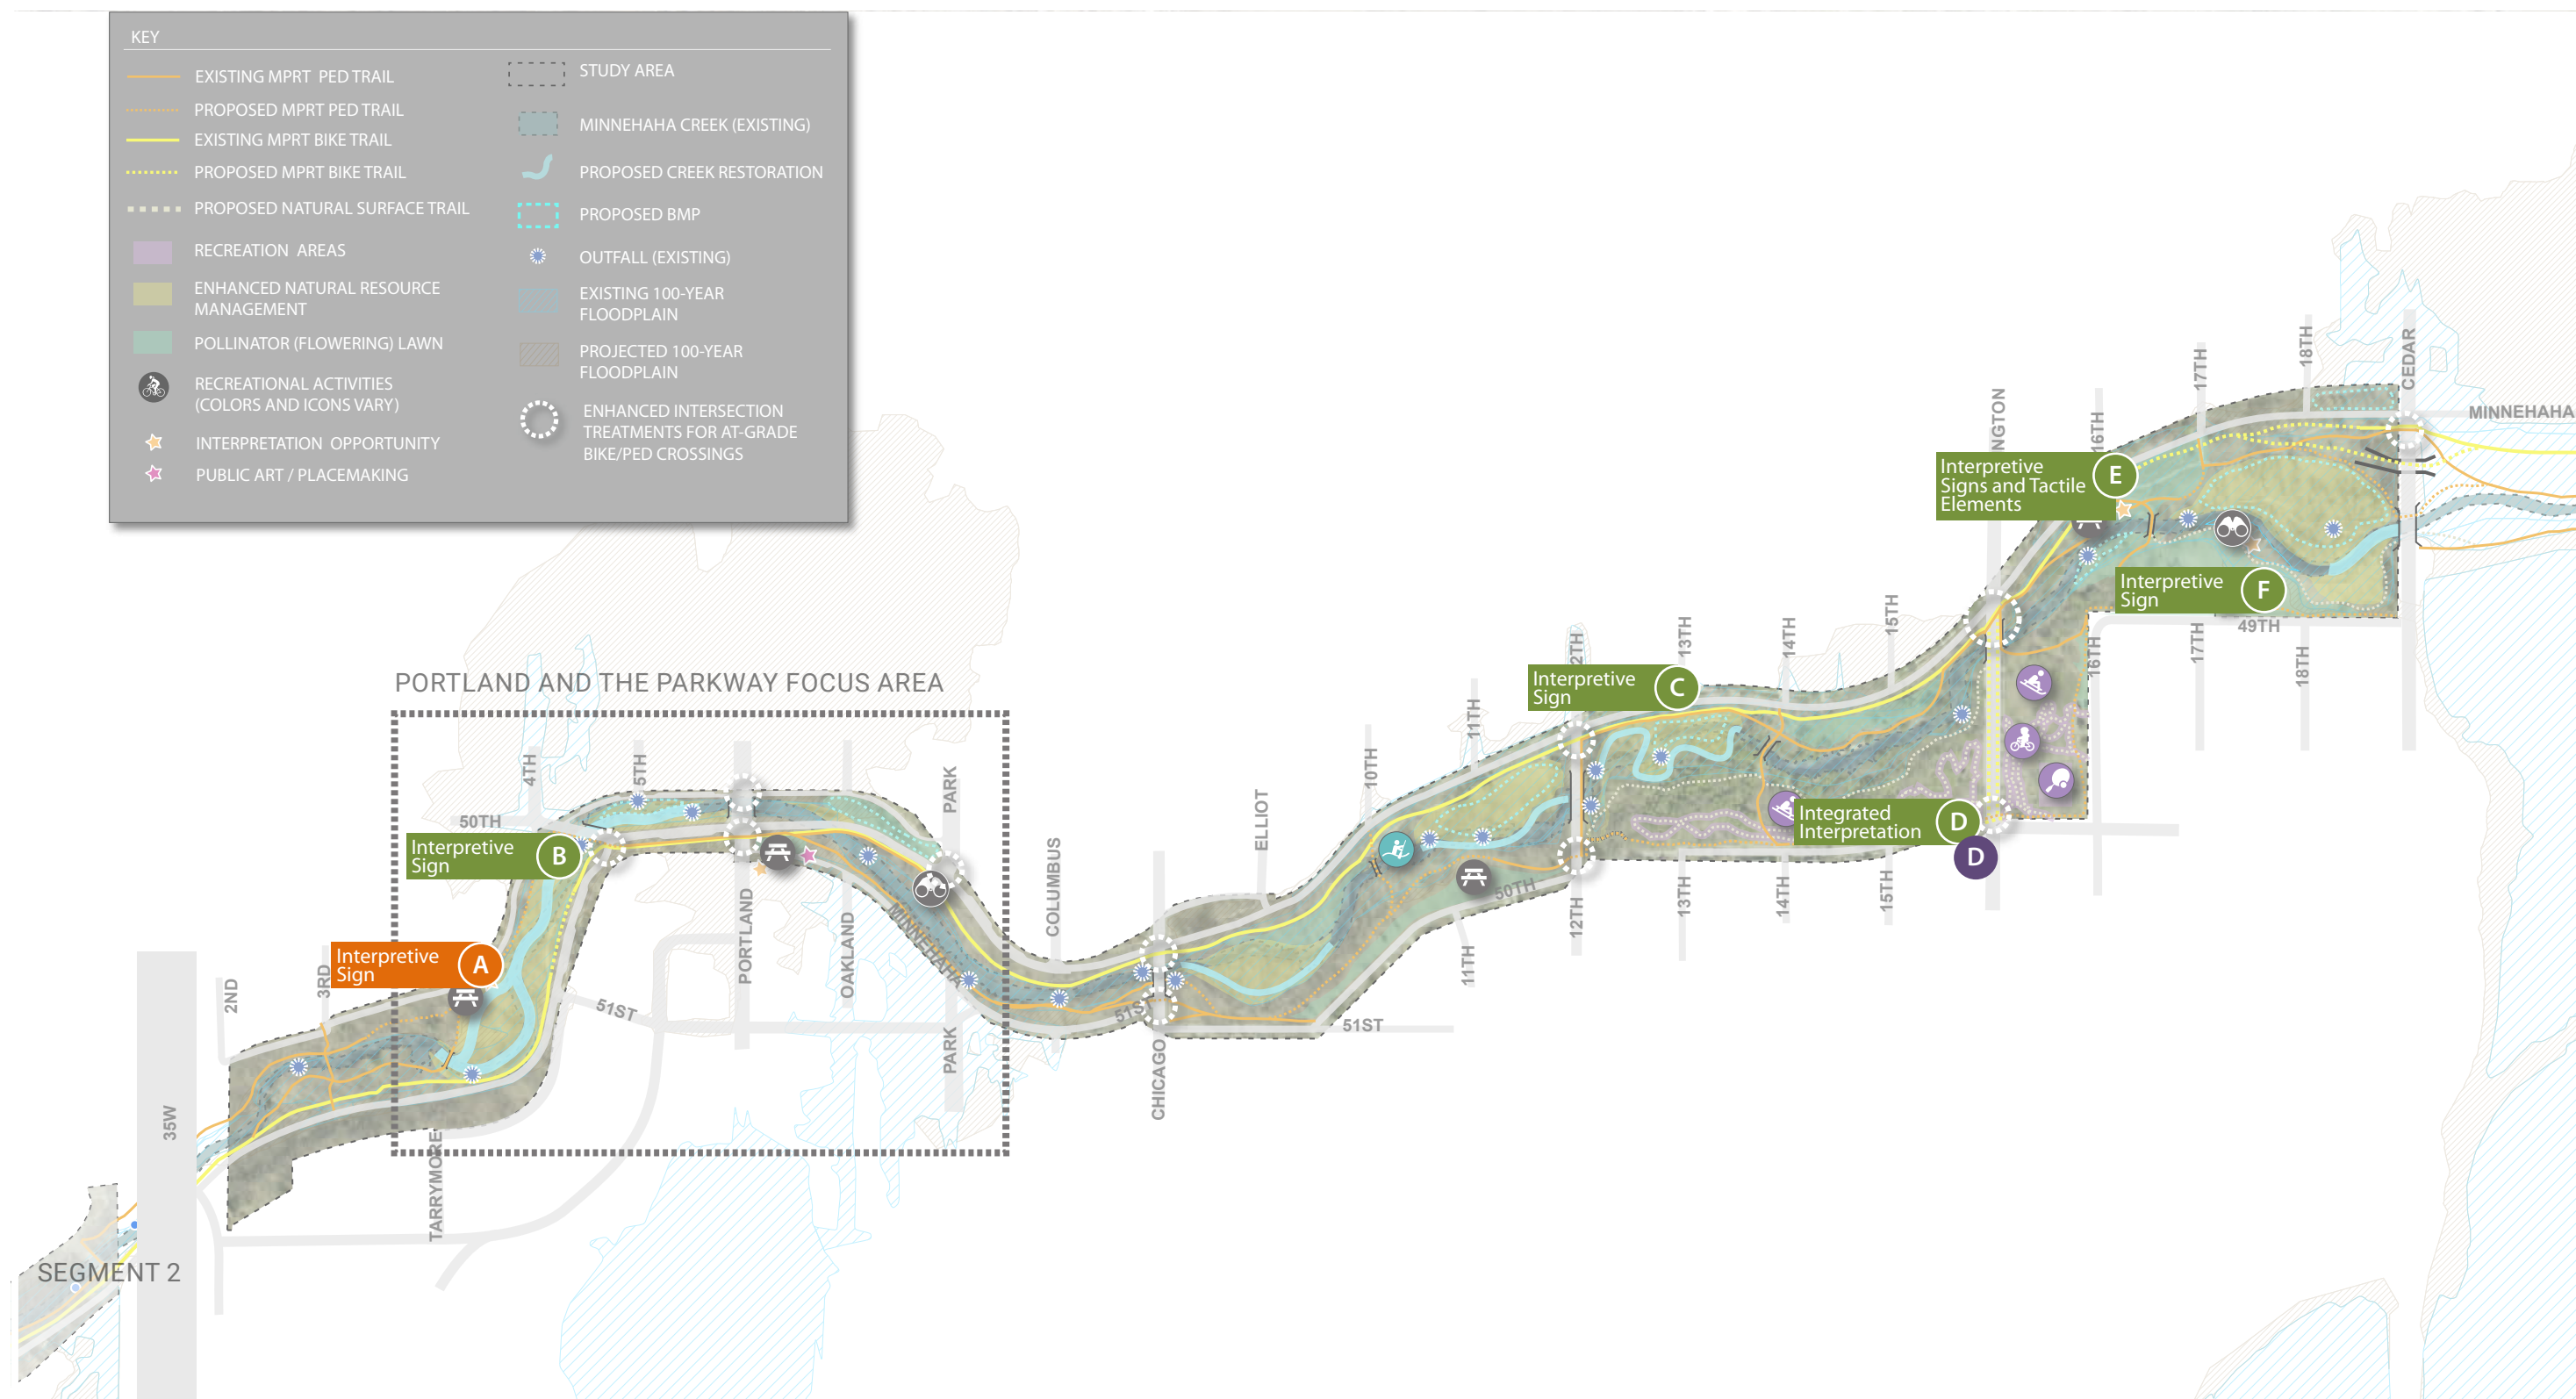 KEY
EXISTING MPRT PED TRAIL
PROPOSED MPRT PED TRAIL
EXISTING MPRT BIKE TRAIL
PROPOSED MPRT BIKE TRAIL
PROPOSED NATURAL SURFACE TRAIL
RECREATION AREAS
ENHANCED NATURAL RESOURCE
MANAGEMENT
POLLINATOR (FLOWERING) LAWN
RECREATIONAL ACTIVITIES
(COLORS AND ICONS VARY)
INTERPRETATION OPPORTUNITY
PUBLIC ART / PLACEMAKING
STUDY AREA
MINNEHAHA CREEK (EXISTING)
PROPOSED CREEK RESTORATION
PROPOSED BMP
OUTFALL (EXISTING)
EXISTING 100-YEAR
FLOODPLAIN
PROJECTED 100-YEAR
FLOODPLAIN
ENHANCED INTERSECTION
TREATMENTS FOR AT-GRADE
BIKE/PED CROSSINGS
PORTLAND AND THE PARKWAY FOCUS AREA
SEGMENT 2
35W
2ND
3RD
TARRYMORE
Interpretive
Sign
A
Interpretive
Sign
B
50TH
4TH
5TH
51ST
PORTLAND
OAKLAND
PARK
PARK
MINNEHAHA
COLUMBUS
51S
CHICAGO
51ST
ELLIOT
10TH
11TH
11TH
50TH
12TH
2TH
Interpretive
Sign
C
13TH
14TH
15TH
13TH
14TH
15TH
Integrated
Interpretation
D
D
NGTON
16TH
17TH
18TH
CEDAR
MINNEHAHA
Interpretive
Signs and Tactile
Elements
E
Interpretive
Sign
F
49TH
16TH
17TH
18TH